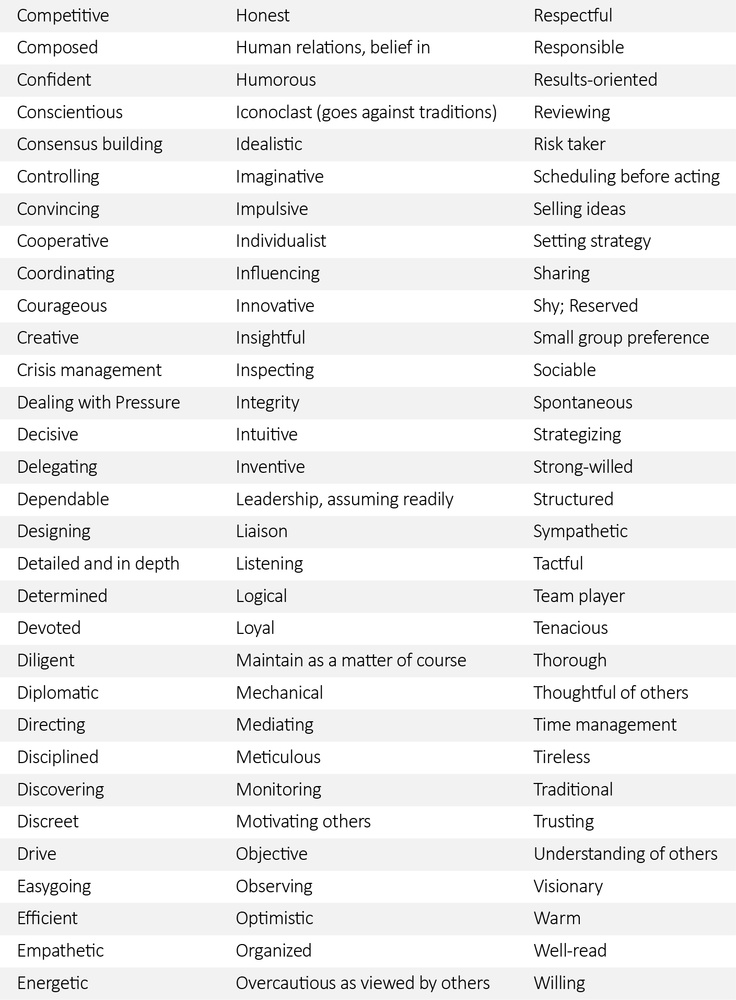 Competitive Honest Respectful
Composed Human relations, belief in Responsible
Confident Humorous Results-oriented
Conscientious Iconoclast (goes against traditions) Reviewing
Consensus building Idealistic Risk taker
Controlling Imaginative Scheduling before acting
Convincing Impulsive Selling ideas
Cooperative Individualist Setting strategy
Coordinating Influencing Sharing
Courageous Innovative Shy; Reserved
Creative Insightful Small group preference
Crisis management Inspecting Sociable
Dealing with Pressure Integrity Spontaneous
Decisive Intuitive Strategizing
Delegating Inventive Strong-willed
Dependable Leadership, assuming readily Structured
Designing Liaison Sympathetic
Detailed and in depth Listening Tactful
Determined Logical Team player
Devoted Loyal Tenacious
Diligent Maintain as a matter of course Thorough
Diplomatic Mechanical Thoughtful of others
Directing Mediating Time management
Disciplined Meticulous Tireless
Discovering Monitoring Traditional
Discreet Motivating others Trusting
Drive Objective Understanding of others
Easygoing Observing Visionary
Efficient Optimistic Warm
Empathetic Organized Well-read
Energetic Overcautious as viewed by others Willing